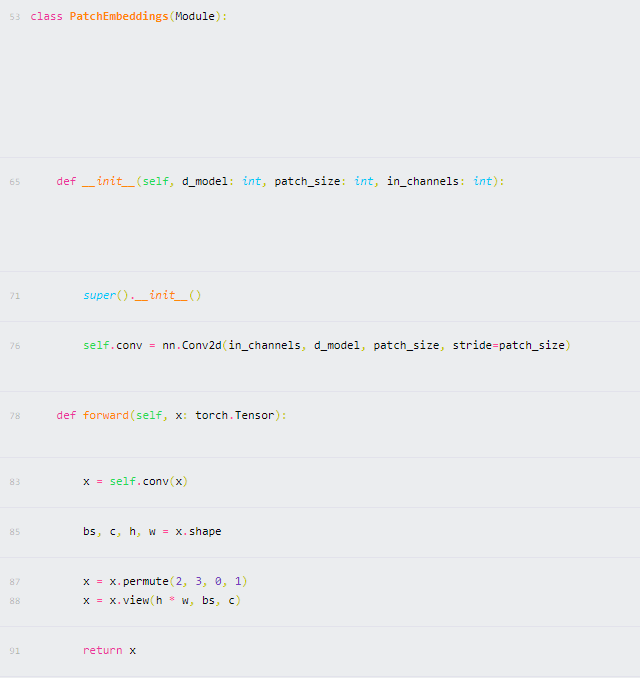 53 class PatchEmbeddings(Module):
65 def __init__(self, d_model: int, patch_size: int, in_channels: int):
71 super().__init__()
76 self.conv = nn.Conv2d(in_channels, d_model, patch_size, stride=patch_size)
78 def forward(self, x: torch.Tensor):
83 x = self.conv(x)
85 bs, c, h, w = x.shape
87 x = x.permute(2, 3, 0, 1)
88 x = x.view(h * w, bs, c)
91 return x